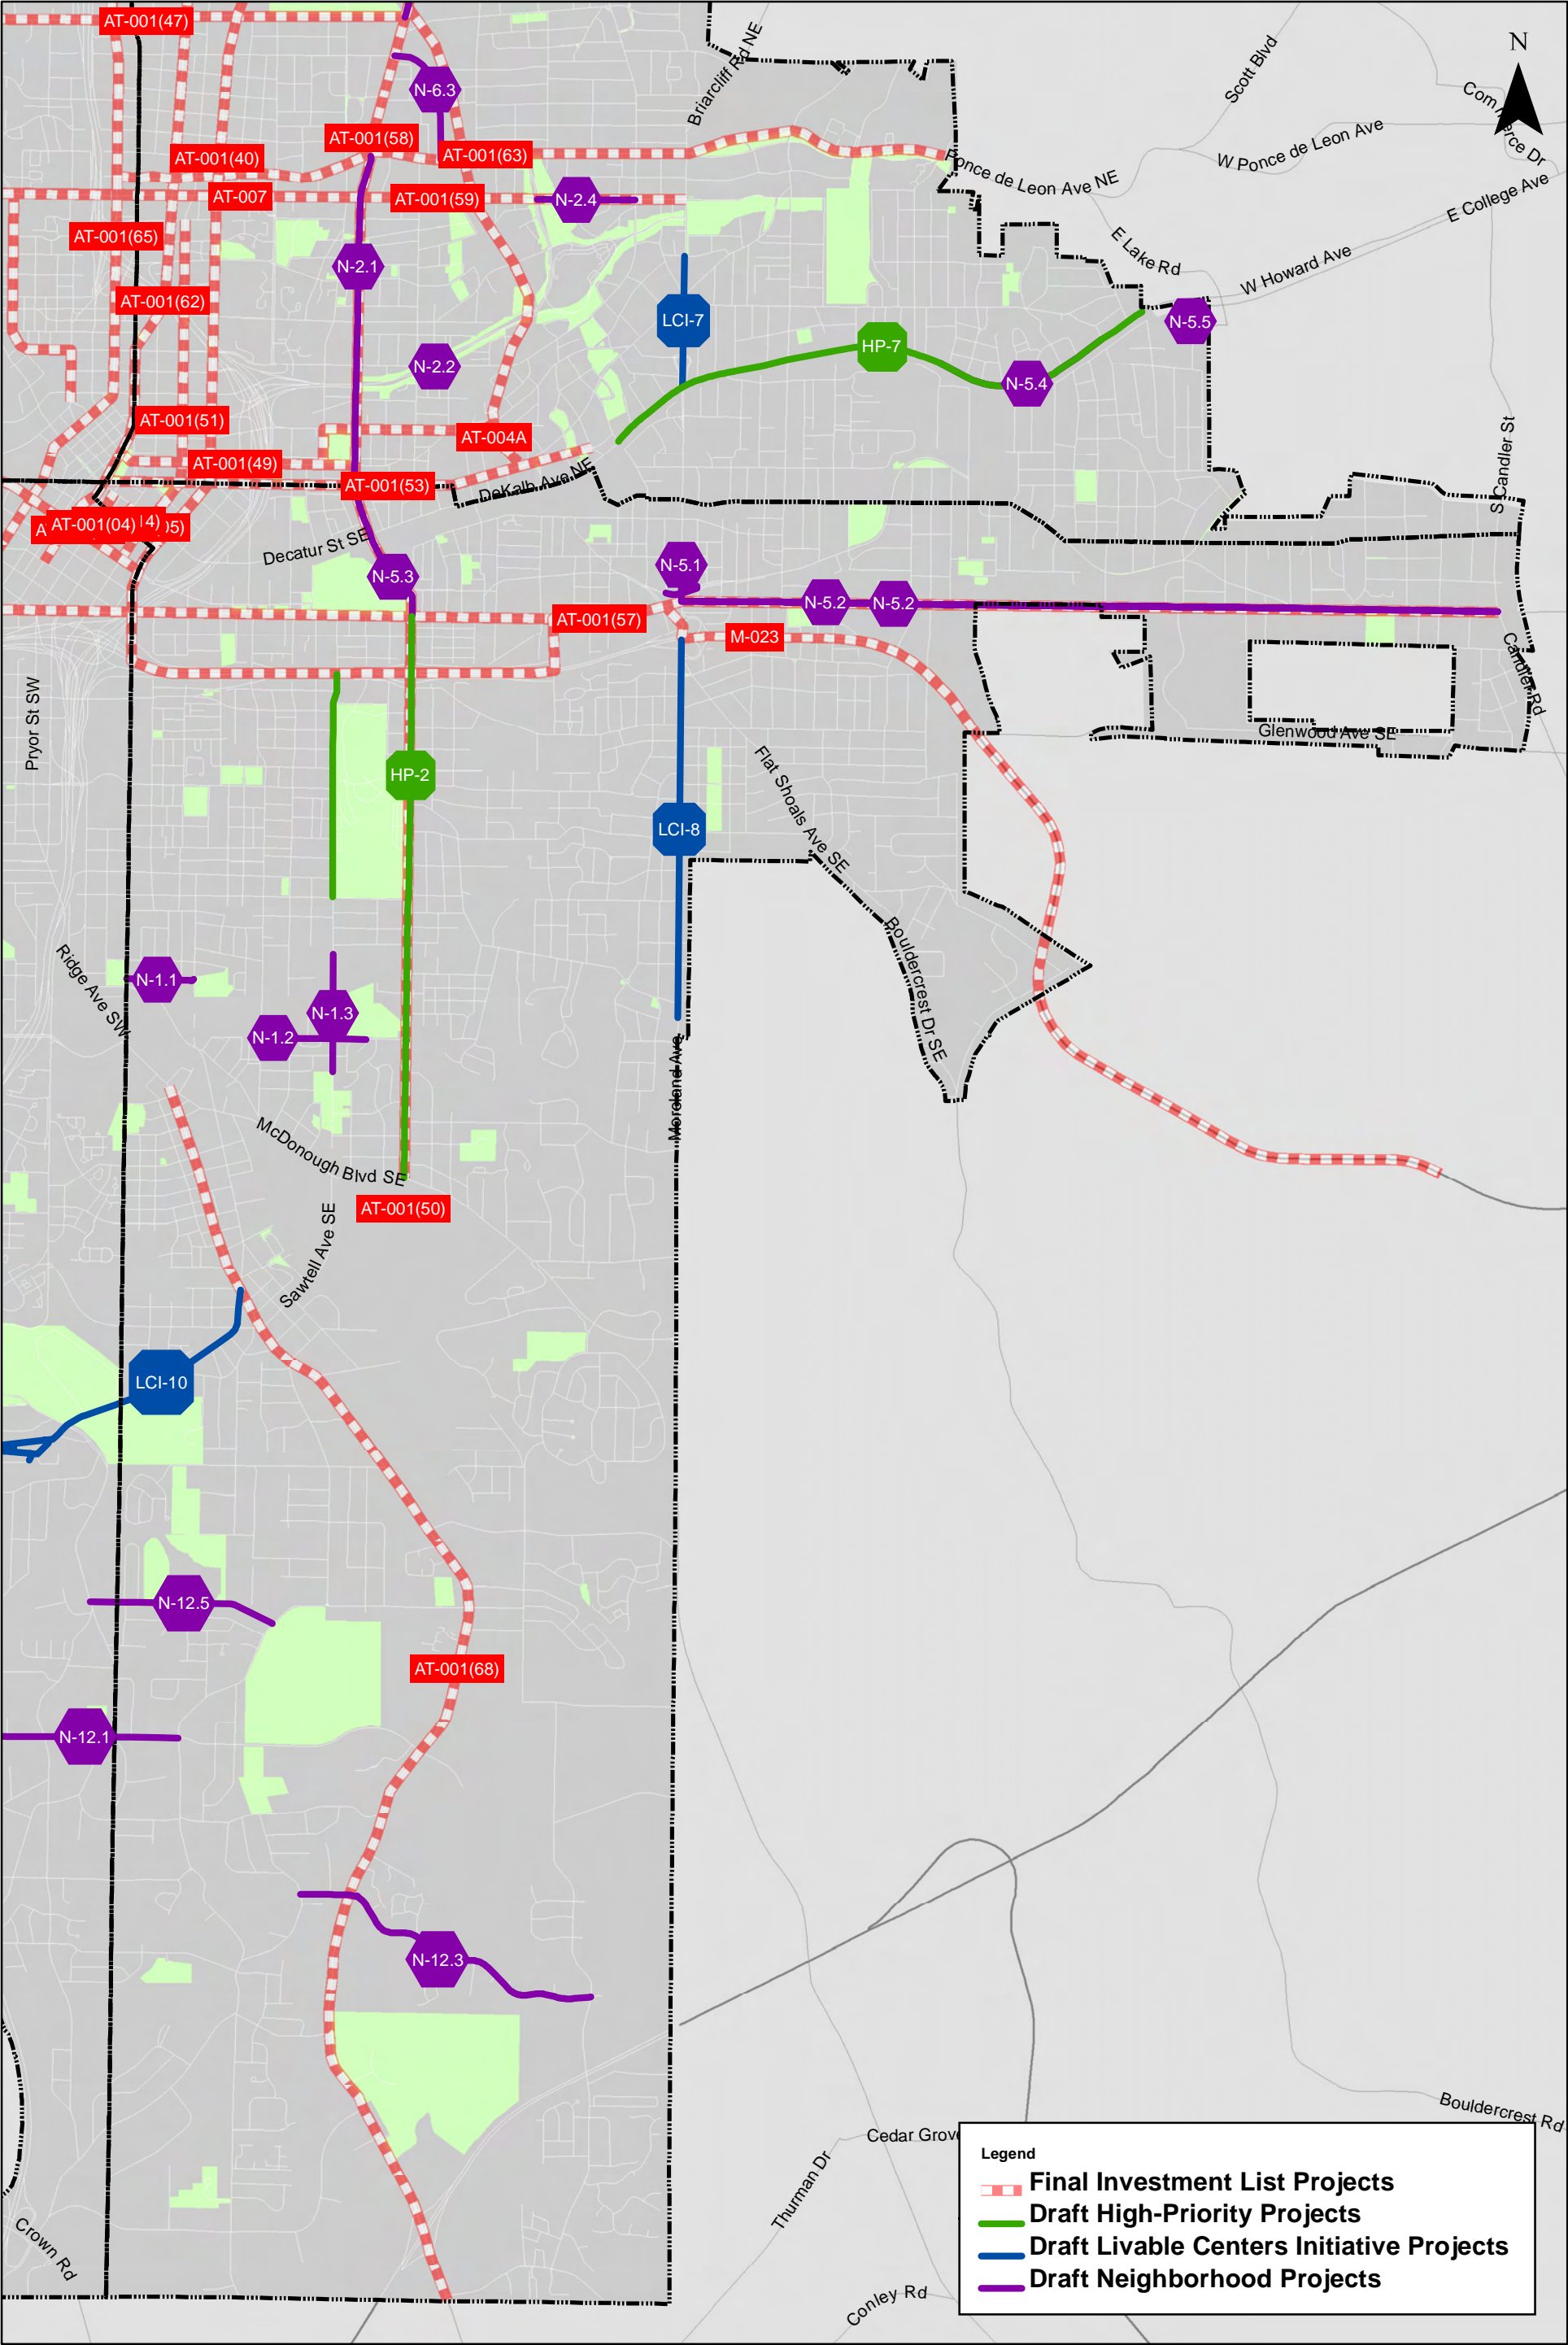 AT-001(47)
N
Briarcliff Rd NE
Scott Blvd
Commerce Dr
N-6.3
AT-001(58)
AT-001(40)
AT-001(63)
W Ponce de Leon Ave
Ponce de Leon Ave NE
AT-007
AT-001(59)
N-2.4
E College Ave
AT-001(65)
N-2.1
E Lake Rd
W Howard Ave
AT-001(62)
LCI-7
N-5.5
HP-7
N-2.2
N-5.4
AT-001(51)
AT-004A
AT-001(49)
S Candler St
DeKalb Ave NE
AT-001(53)
AT-001(04)
14)
05)
Decatur St SE
N-5.3
N-5.1
N-5.2
N-5.2
AT-001(57)
M-023
Candler Rd
Pryor St SW
Glenwood Ave SE
HP-2
Flat Shoals Ave SE
LCI-8
Bouldercrest Dr SE
Ridge Ave SW
N-1.1
N-1.3
N-1.2
Moreland Ave
McDonough Blvd SE
AT-001(50)
Sawtell Ave SE
LCI-10
N-12.5
AT-001(68)
N-12.1
N-12.3
Bouldercrest Rd
Cedar Grove
Thurman Dr
Crown Rd
Conley Rd
Legend
Final Investment List Projects
Draft High-Priority Projects
Draft Livable Centers Initiative Projects
Draft Neighborhood Projects